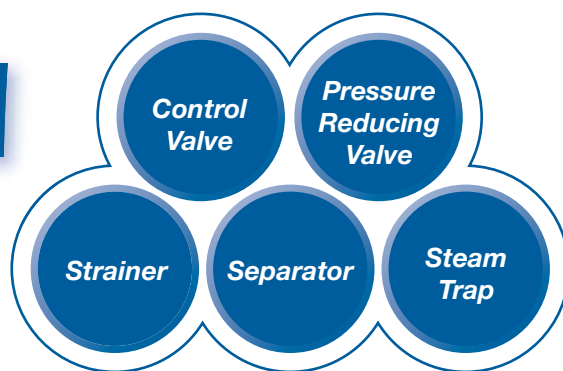 Control
Valve
Pressure
Reducing
Valve
Strainer
Separator
Steam
Trap